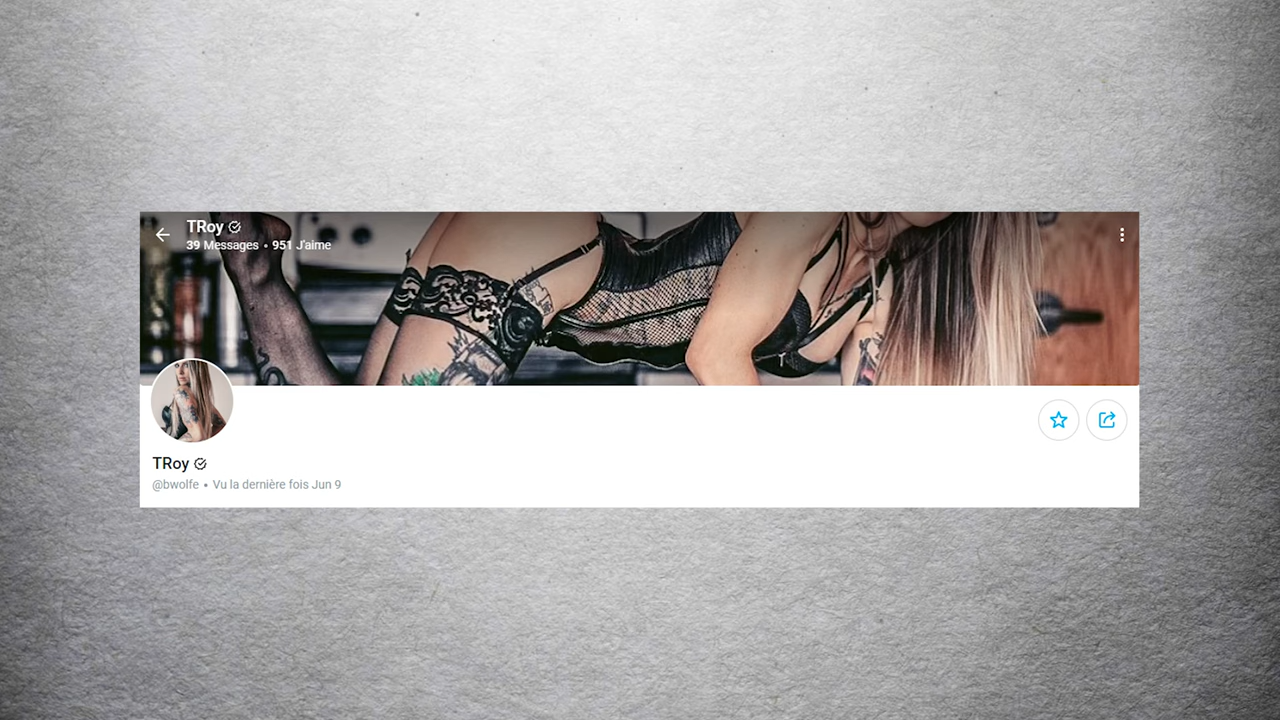 TRoy
39 Messages • 951 J'aime
TRoy
@bwolfe • Vu la dernière fois Jun 9